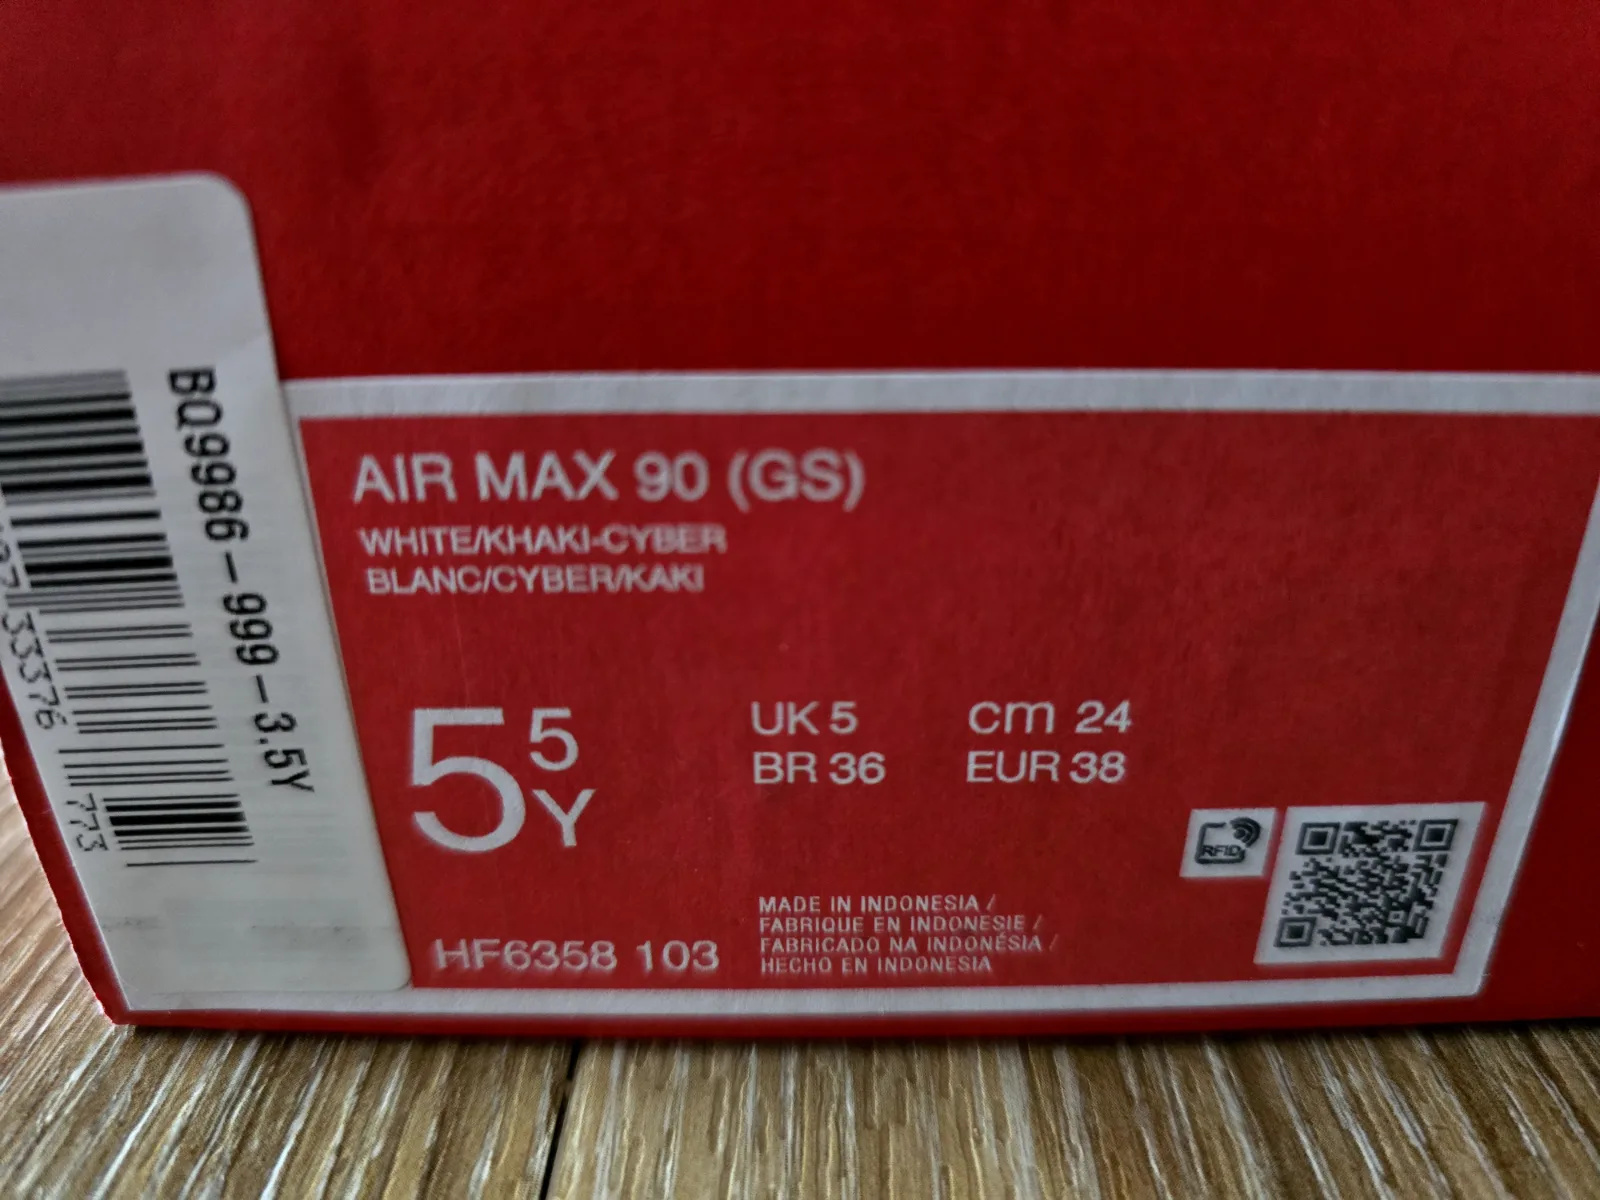 BQ9986-999-3.5Y
33376
773
AIR MAX 90 (GS)
WHITE/KHAKI-CYBER
BLANC/CYBER/KAKI
5 5 Y
UK 5
BR 36
cm 24
EUR 38
RFID
HF6358 103
MADE IN INDONESIA /
FABRIQUE EN INDONESIE /
FABRICADO NA INDONÉSIA /
HECHO EN INDONESIA